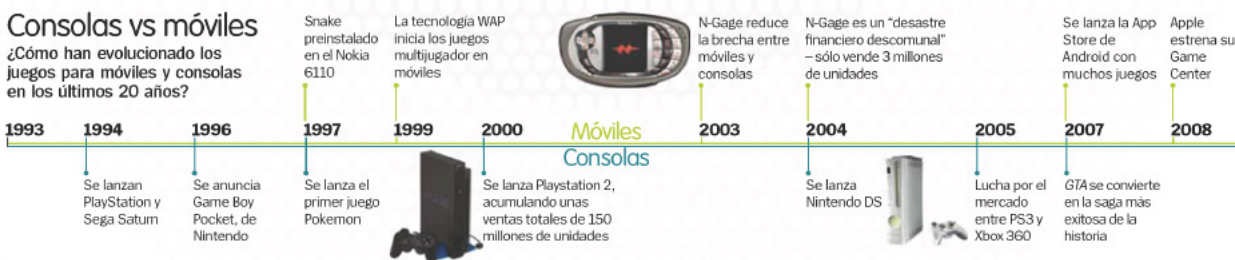 Consolas vs móviles
¿Cómo han evolucionado los
juegos para móviles y consolas
en los últimos 20 años?
Snake
preinstalado
en el Nokia
6110
La tecnología WAP
inicia los juegos
multijugador en
móviles
N-Gage reduce
la brecha entre
móviles y
consolas
N-Gage es un “desastre
financiero descomunal”
– sólo vende 3 millones
de unidades
Se lanza la App
Store de
Android con
muchos juegos
Apple
estrena su
Game
Center
1993 1994 1996 1997 1999 2000 Móviles 2003 2004 2005 2007 2008
Consolas
Se lanzan
PlayStation y
Sega Saturn
Se anuncia
Game Boy
Pocket, de
Nintendo
Se lanza el
primer juego
Pokemon
Se lanza Playstation 2,
acumulando unas
ventas totales de 150
millones de unidades
Se lanza
Nintendo DS
Lucha por el
mercado
entre PS3 y
Xbox 360
GTA se convierte
en la saga más
exitosa de la
historia